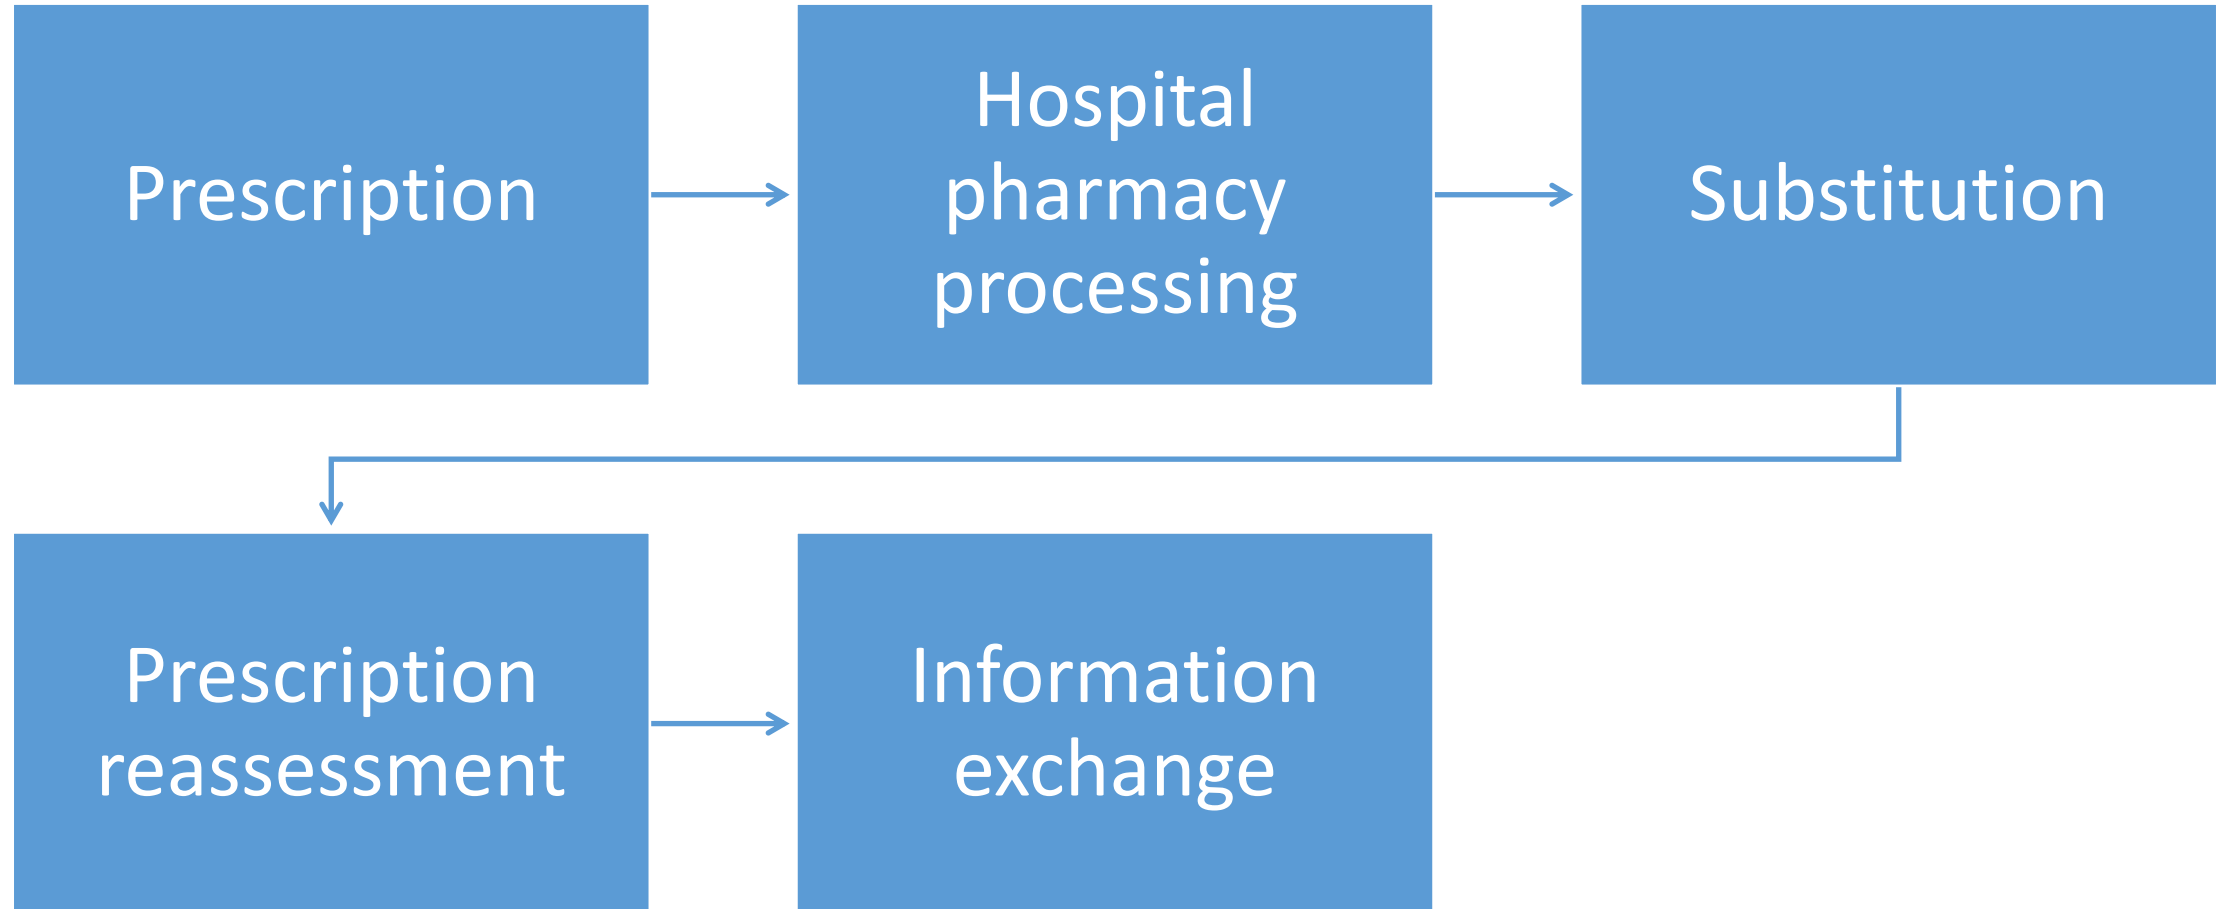 Prescription
Hospital
pharmacy
processing
Substitution
Prescription
reassessment
Information
exchange